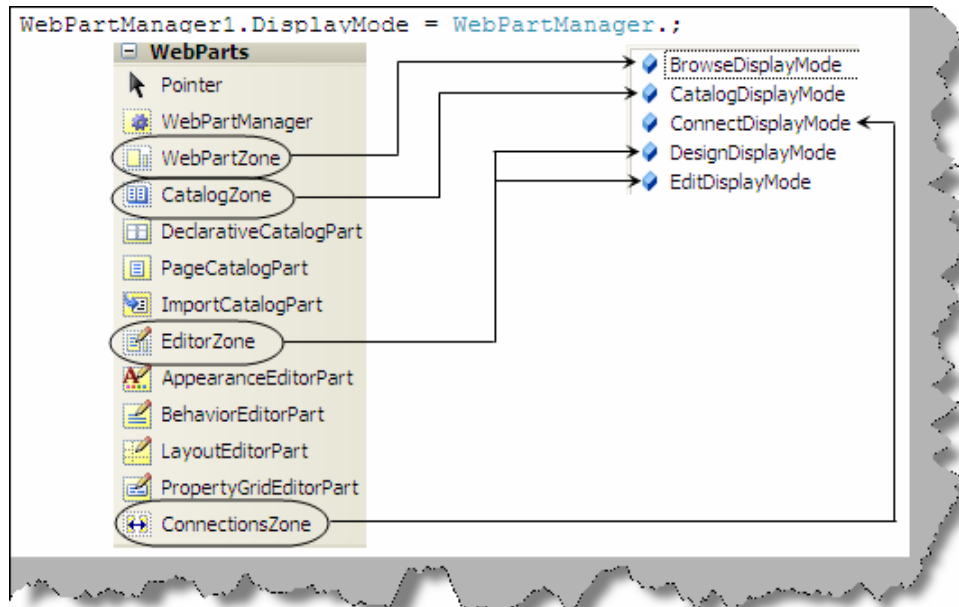 WebPartManager1.DisplayMode = WebPartManager.;
WebParts
Pointer
WebPartManager
WebPartZone
CatalogZone
DeclarativeCatalogPart
PageCatalogPart
ImportCatalogPart
EditorZone
AppearanceEditorPart
BehaviorEditorPart
LayoutEditorPart
PropertyGridEditorPart
ConnectionsZone
BrowseDisplayMode
CatalogDisplayMode
ConnectDisplayMode
DesignDisplayMode
EditDisplayMode